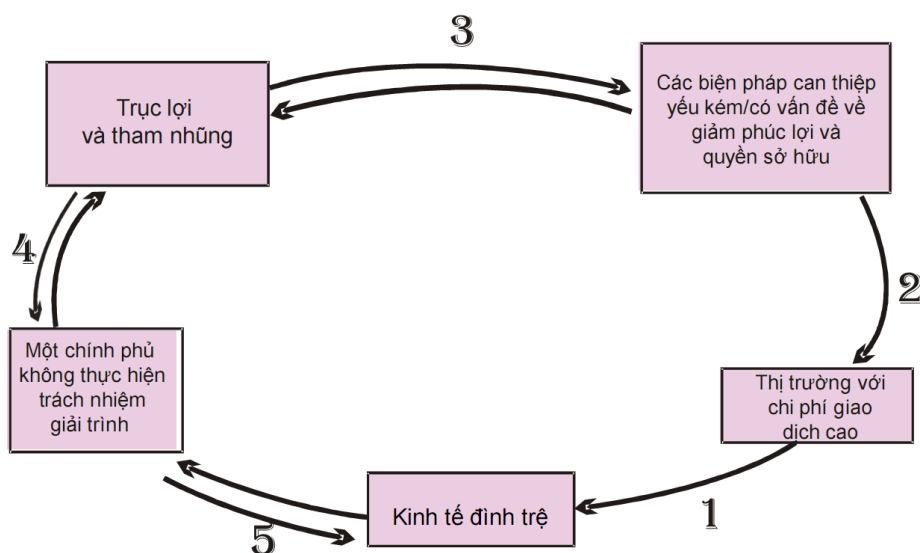 3
Trục lợi
và tham nhũng
Các biện pháp can thiệp
yếu kém/có vấn đề về
giảm phúc lợi và
quyền sở hữu
4
2
Một chính phủ
không thực hiện
trách nhiệm
giải trình
Thị trường với
chi phí giao
dịch cao
Kinh tế đình trệ
1
5